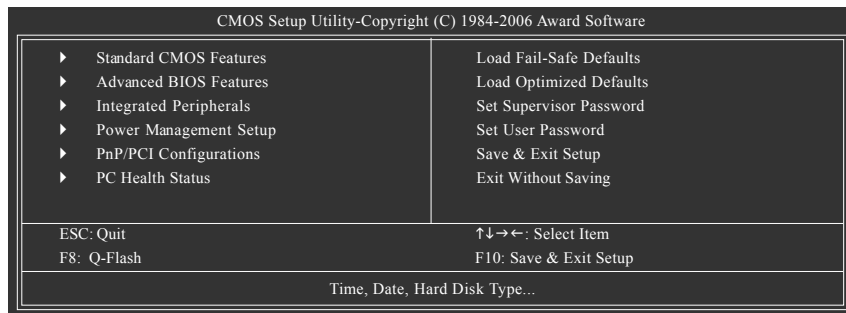 CMOS Setup Utility-Copyright (C) 1984-2006 Award Software
Standard CMOS Features
Advanced BIOS Features
Integrated Peripherals
Power Management Setup
PnP/PCI Configurations
PC Health Status
Load Fail-Safe Defaults
Load Optimized Defaults
Set Supervisor Password
Set User Password
Save & Exit Setup
Exit Without Saving
ESC: Quit
↑↓→←: Select Item
F8: Q-Flash
F10: Save & Exit Setup
Time, Date, Hard Disk Type...